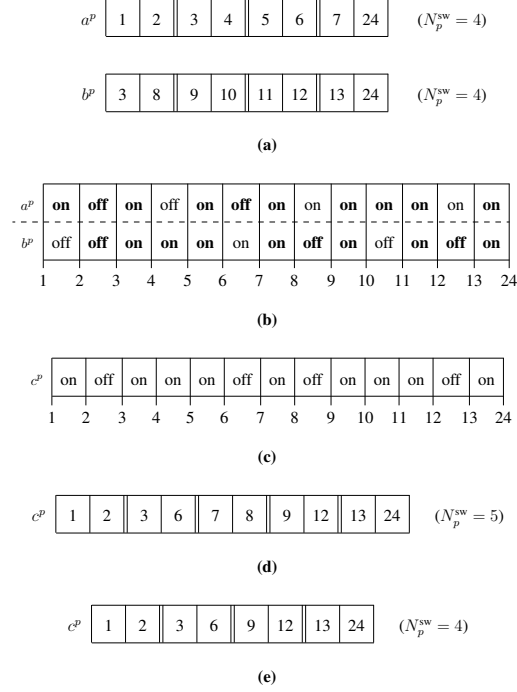 a^p 1 2 3 4 5 6 7 24 (N_p^sw = 4)
b^p 3 8 9 10 11 12 13 24 (N_p^sw = 4)
(a)
a^p on off on off on off on on on on on on on
b^p off off on on on on on off on off on off on
1 2 3 4 5 6 7 8 9 10 11 12 13 24
(b)
c^p on off on on on off on off on on on off on
1 2 3 4 5 6 7 8 9 10 11 12 13 24
(c)
c^p 1 2 3 6 7 8 9 12 13 24 (N_p^sw = 5)
(d)
c^p 1 2 3 6 9 12 13 24 (N_p^sw = 4)
(e)